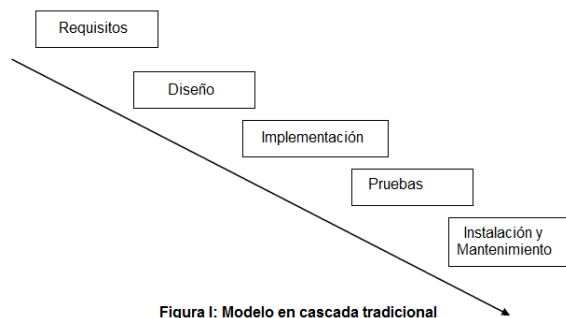 Requisitos
Diseño
Implementación
Pruebas
Instalación y
Mantenimiento
Figura I: Modelo en cascada tradicional